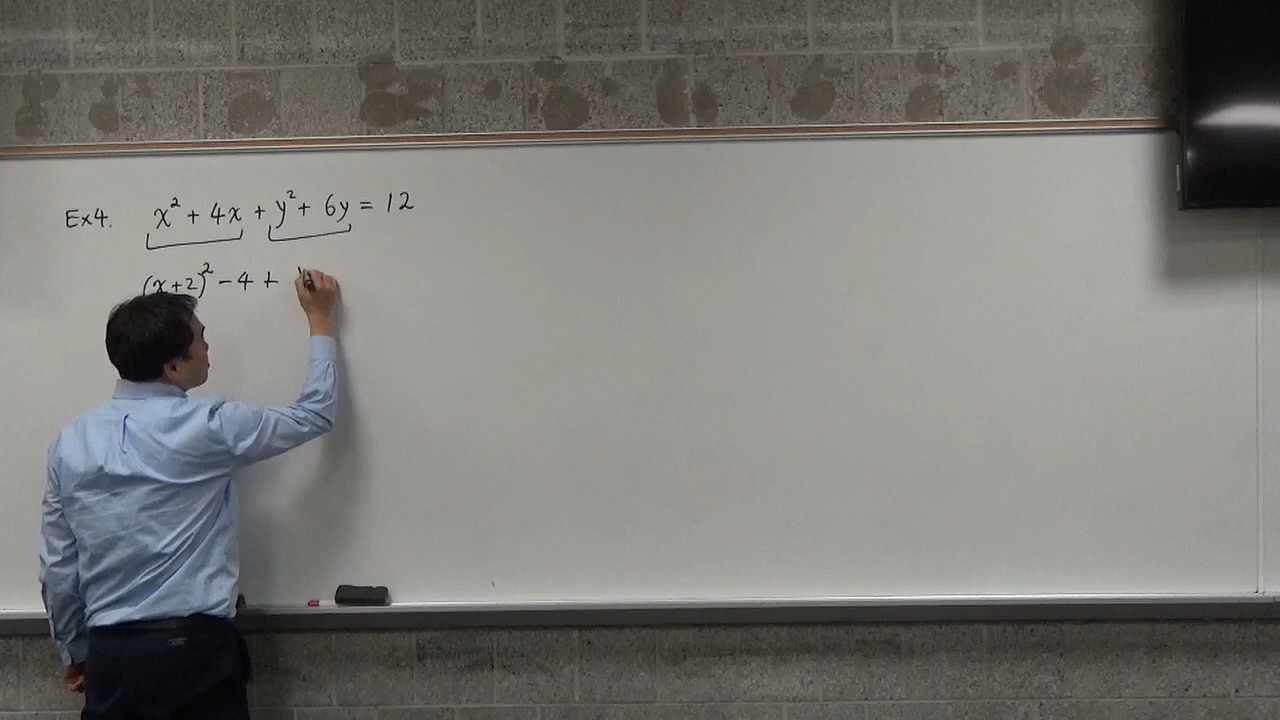 Ex4. x² + 4x + y² + 6y = 12
(x+2)² - 4 +